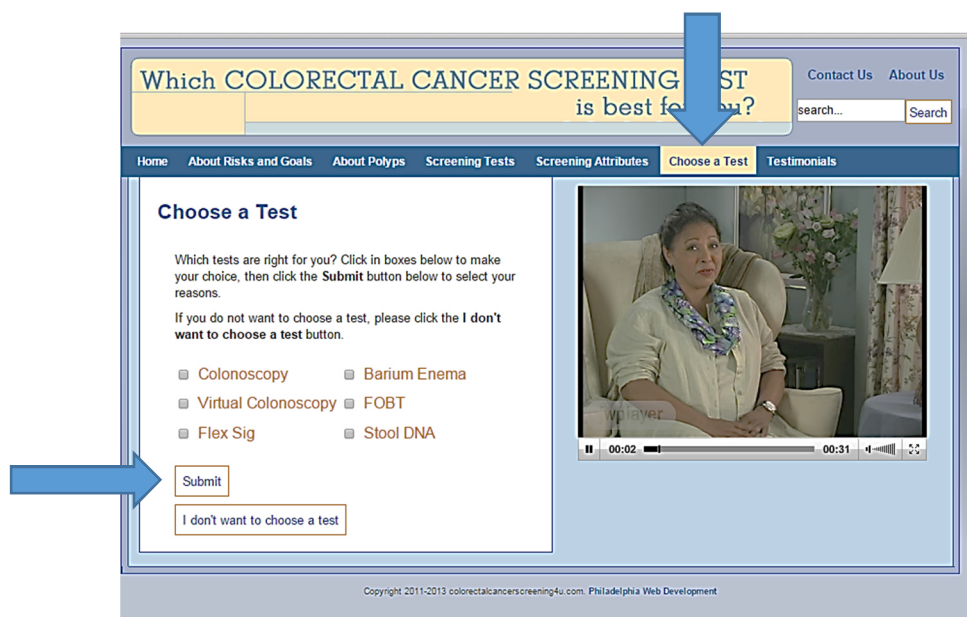 Which COLORECTAL CANCER SCREENING
is best
Contact Us About Us
search... Search
Home About Risks and Goals About Polyps Screening Tests Screening Attributes Choose a Test Testimonials
Choose a Test
Which tests are right for you? Click in boxes below to make
your choice, then click the Submit button below to select your
reasons.
If you do not want to choose a test, please click the I don't
want to choose a test button.
Colonoscopy Barium Enema
Virtual Colonoscopy FOBT
Flex Sig Stool DNA
Submit
I don't want to choose a test
wplayer
00:02 00:31
Copyright 2011-2013 colorectalcancerscreening4u.com. Philadelphia Web Development